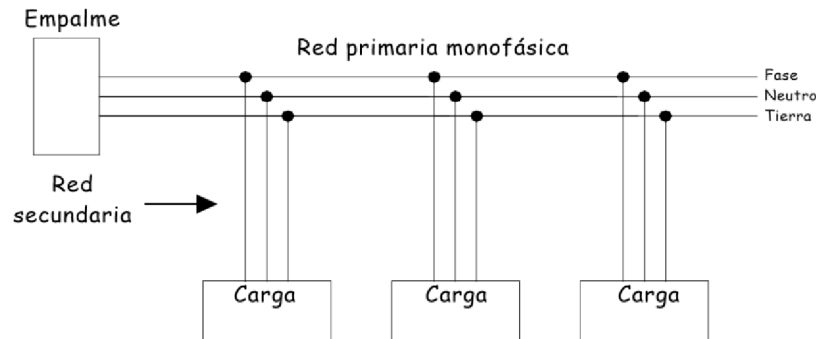 Empalme
Red primaria monofásica
Fase
Neutro
Tierra
Red
secundaria
Carga
Carga
Carga